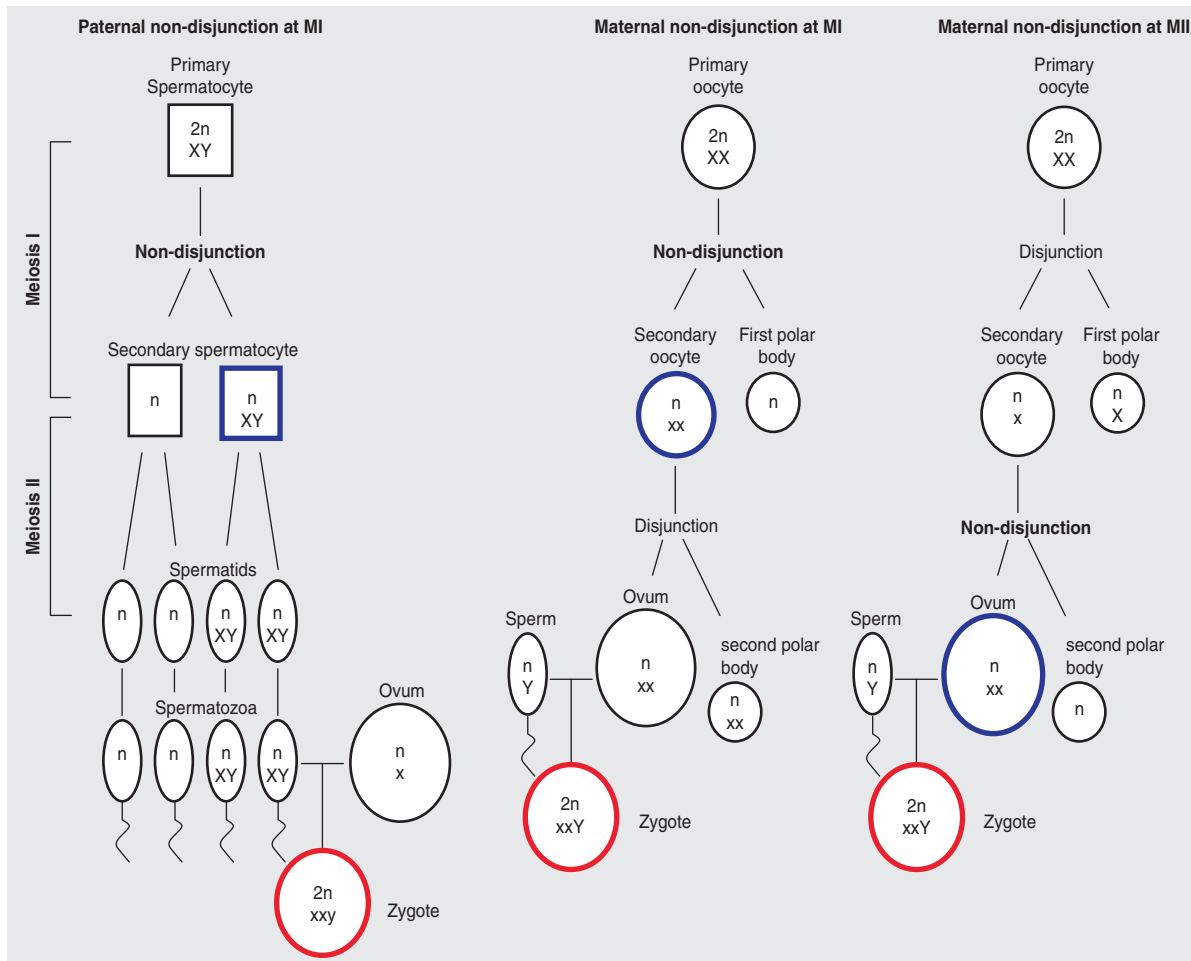 Paternal non-disjunction at MI
Primary
Spermatocyte
2n
XY
Meiosis I
Non-disjunction
Secondary spermatocyte
n
n
XY
Meiosis II
Spermatids
n
n
n
XY
n
XY
Spermatozoa
n
n
n
XY
n
XY
Ovum
n
x
2n
xxy
Zygote
Maternal non-disjunction at MI
Primary
oocyte
2n
XX
Non-disjunction
Secondary
oocyte
First polar
body
n
xx
n
Disjunction
Sperm
n
Y
Ovum
n
xx
second polar
body
n
xx
2n
xxY
Zygote
Maternal non-disjunction at MII
Primary
oocyte
2n
XX
Disjunction
Secondary
oocyte
First polar
body
n
x
n
X
Non-disjunction
Sperm
n
Y
Ovum
n
xx
second polar
body
n
2n
xxY
Zygote